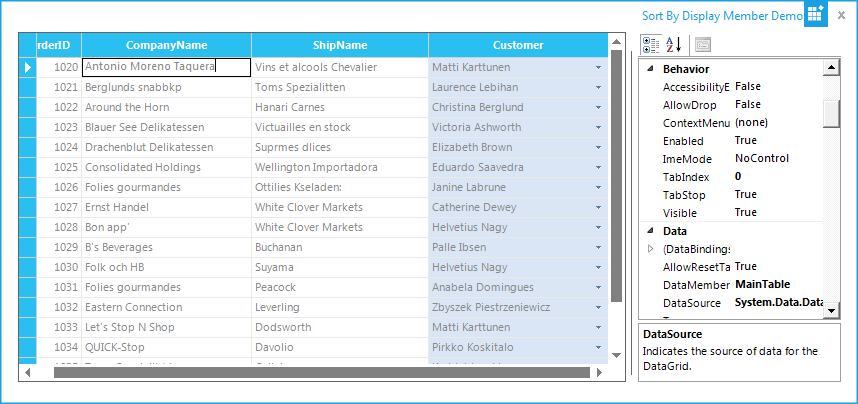 Sort By Display Member Demo
rderID CompanyName ShipName Customer
1020 Antonio Moreno Taquera Vins et alcools Chevalier Matti Karttunen
1021 Berglunds snabbkp Toms Spezialitten Laurence Lebihan
1022 Around the Horn Hanari Carnes Christina Berglund
1023 Blauer See Delikatessen Victuailles en stock Victoria Ashworth
1024 Drachenblut Delikatessen Suprmes dlices Elizabeth Brown
1025 Consolidated Holdings Wellington Importadora Eduardo Saavedra
1026 Folies gourmandes Ottilies Kseladen: Janine Labrune
1027 Ernst Handel White Clover Markets Catherine Dewey
1028 Bon app' White Clover Markets Helvetius Nagy
1029 B's Beverages Buchanan Palle Ibsen
1030 Folk och HB Suyama Helvetius Nagy
1031 Folies gourmandes Peacock Anabela Domingues
1032 Eastern Connection Leverling Zbyszek Piestrzeniewicz
1033 Let's Stop N Shop Dodsworth Matti Karttunen
1034 QUICK-Stop Davolio Pirkko Koskitalo
Behavior
AccessibilityE False
AllowDrop False
ContextMenu (none)
Enabled True
ImeMode NoControl
TabIndex 0
TabStop True
Visible True
Data
(DataBindings
AllowResetTa True
DataMember MainTable
DataSource System.Data.Data
DataSource
Indicates the source of data for the
DataGrid.